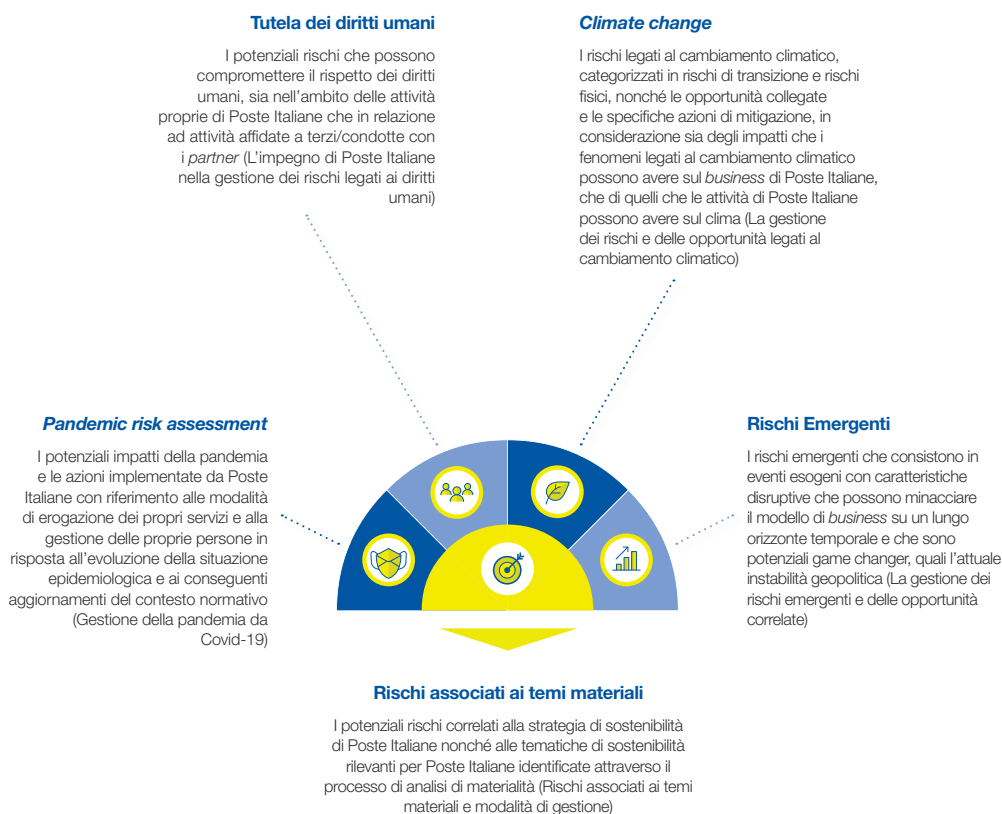 Tutela dei diritti umani
I potenziali rischi che possono
compromettere il rispetto dei diritti
umani, sia nell'ambito delle attività
proprie di Poste Italiane che in relazione
ad attività affidate a terzi/condotte con
i partner (L'impegno di Poste Italiane
nella gestione dei rischi legati ai diritti
umani)
Climate change
I rischi legati al cambiamento climatico,
categorizzati in rischi di transizione e rischi
fisici, nonché le opportunità collegate
e le specifiche azioni di mitigazione, in
considerazione sia degli impatti che i
fenomeni legati al cambiamento climatico
possono avere sul business di Poste Italiane,
che di quelli che le attività di Poste Italiane
possono avere sul clima (La gestione
dei rischi e delle opportunità legati al
cambiamento climatico)
Pandemic risk assessment
I potenziali impatti della pandemia
e le azioni implementate da Poste
Italiane con riferimento alle modalità
di erogazione dei propri servizi e alla
gestione delle proprie persone in
risposta all'evoluzione della situazione
epidemiologica e ai conseguenti
aggiornamenti del contesto normativo
(Gestione della pandemia da
Covid-19)
Rischi Emergenti
I rischi emergenti che consistono in
eventi esogeni con caratteristiche
disruptive che possono minacciare
il modello di business su un lungo
orizzonte temporale e che sono
potenziali game changer, quali l'attuale
instabilità geopolitica (La gestione dei
rischi emergenti e delle opportunità
correlate)
Rischi associati ai temi materiali
I potenziali rischi correlati alla strategia di sostenibilità
di Poste Italiane nonché alle tematiche di sostenibilità
rilevanti per Poste Italiane identificate attraverso il
processo di analisi di materialità (Rischi associati ai temi
materiali e modalità di gestione)